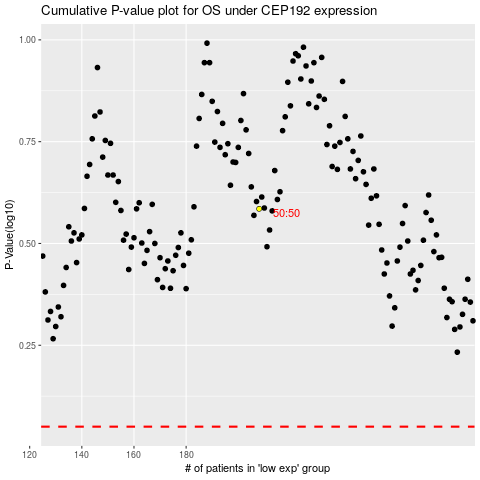 Cumulative P-value plot for OS under CEP192 expression
1.00
0.75
0.50
0.25
P-Value(log10)
50:50
120 140 160 180
# of patients in 'low exp' group